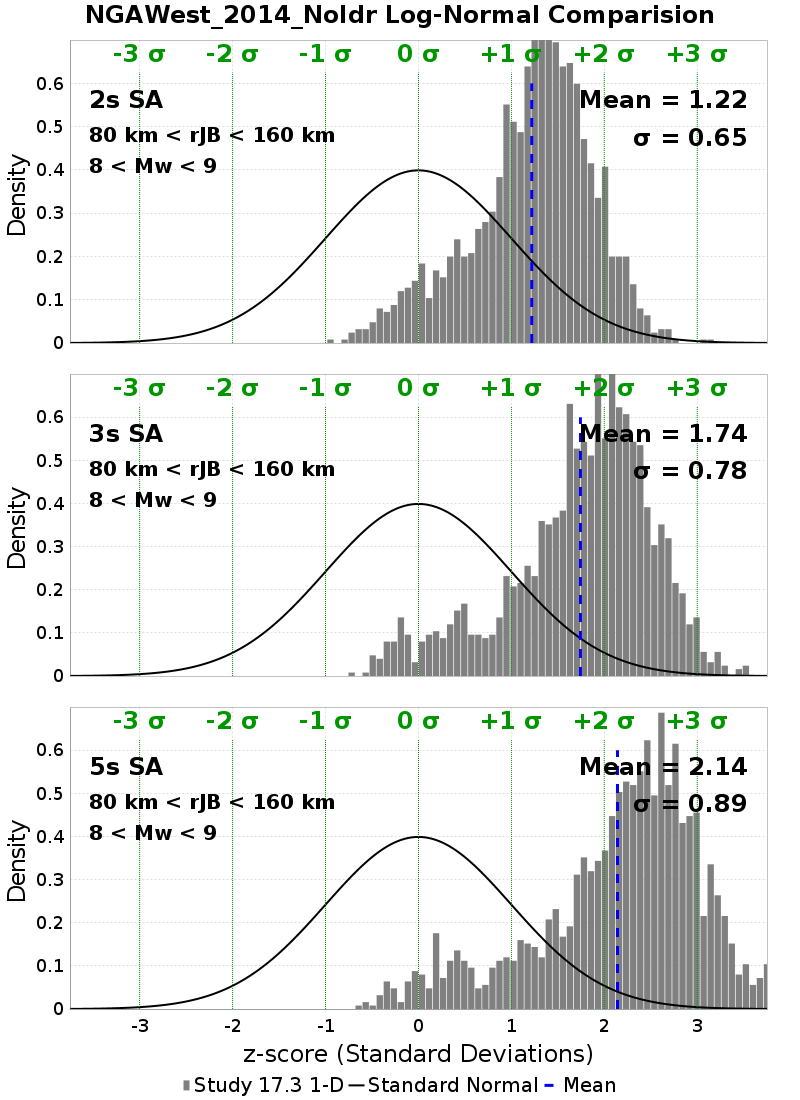 NGAWest_2014_NoIdr Log-Normal Comparision
-3 σ -2 σ -1 σ 0 σ +1 σ +2 σ +3 σ
0.6
2s SA
Mean = 1.22
0.5
80 km < rJB < 160 km
σ = 0.65
0.4
8 < Mw < 9
0.3
0.2
0.1
0
Density
-3 σ -2 σ -1 σ 0 σ +1 σ +2 σ +3 σ
0.6
3s SA
Mean = 1.74
0.5
80 km < rJB < 160 km
σ = 0.78
0.4
8 < Mw < 9
0.3
0.2
0.1
0
Density
-3 σ -2 σ -1 σ 0 σ +1 σ +2 σ +3 σ
0.6
5s SA
Mean = 2.14
0.5
80 km < rJB < 160 km
σ = 0.89
0.4
8 < Mw < 9
0.3
0.2
0.1
0
Density
-3 -2 -1 0 1 2 3
z-score (Standard Deviations)
Study 17.3 1-D Standard Normal Mean